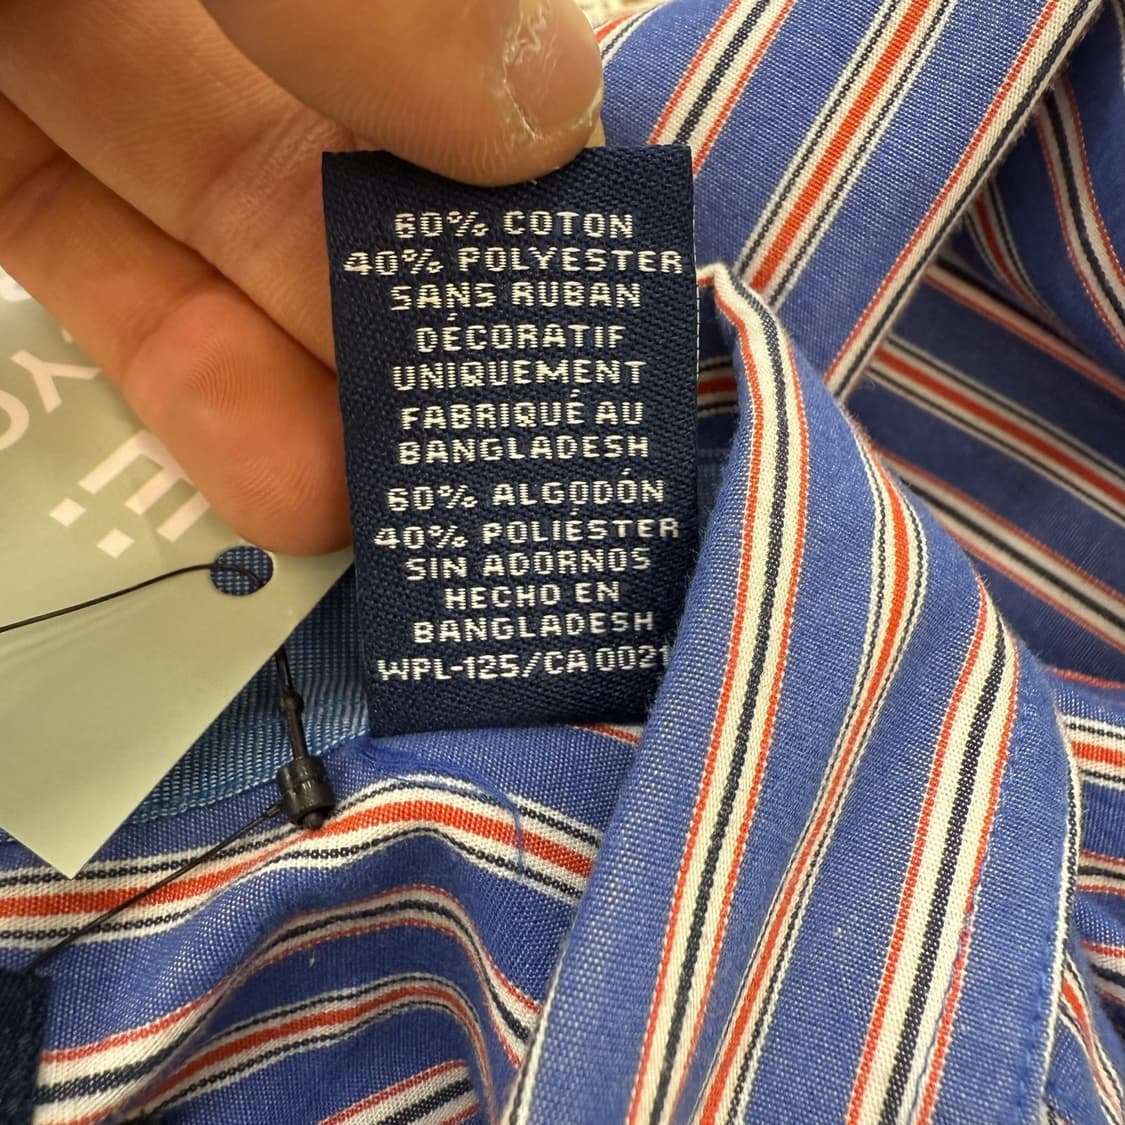 60% COTON
40% POLYESTER
SANS RUBAN
DÉCORATIF
UNIQUEMENT
FABRIQUÉ AU
BANGLADESH
60% ALGODÓN
40% POLIÉSTER
SIN ADORNOS
HECHO EN
BANGLADESH
WPL-125/CA 0021